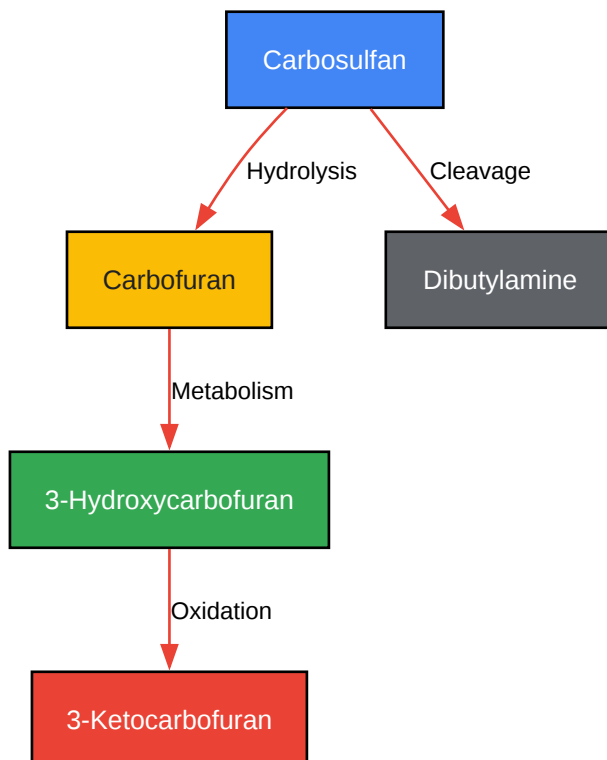 Carbosulfan
Hydrolysis
Cleavage
Carbofuran
Dibutylamine
Metabolism
3-Hydroxycarbofuran
Oxidation
3-Ketocarbofuran